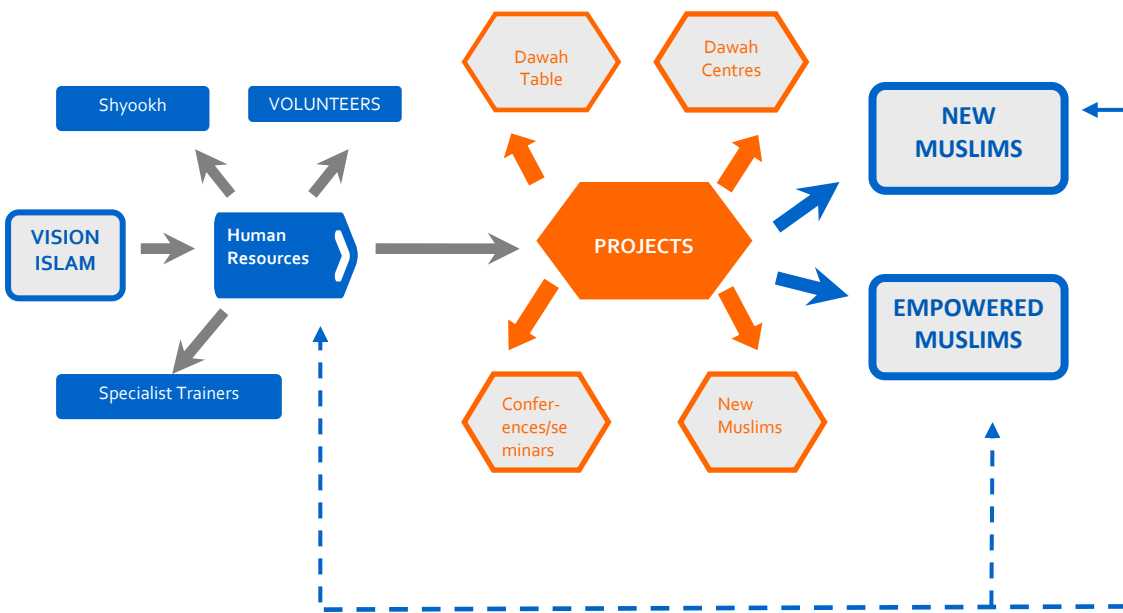 Shyookh
VOLUNTEERS
VISION
ISLAM
Human
Resources
Specialist Trainers
Dawah
Table
Dawah
Centres
PROJECTS
Confer-
ences/se
minars
New
Muslims
NEW
MUSLIMS
EMPOWERED
MUSLIMS